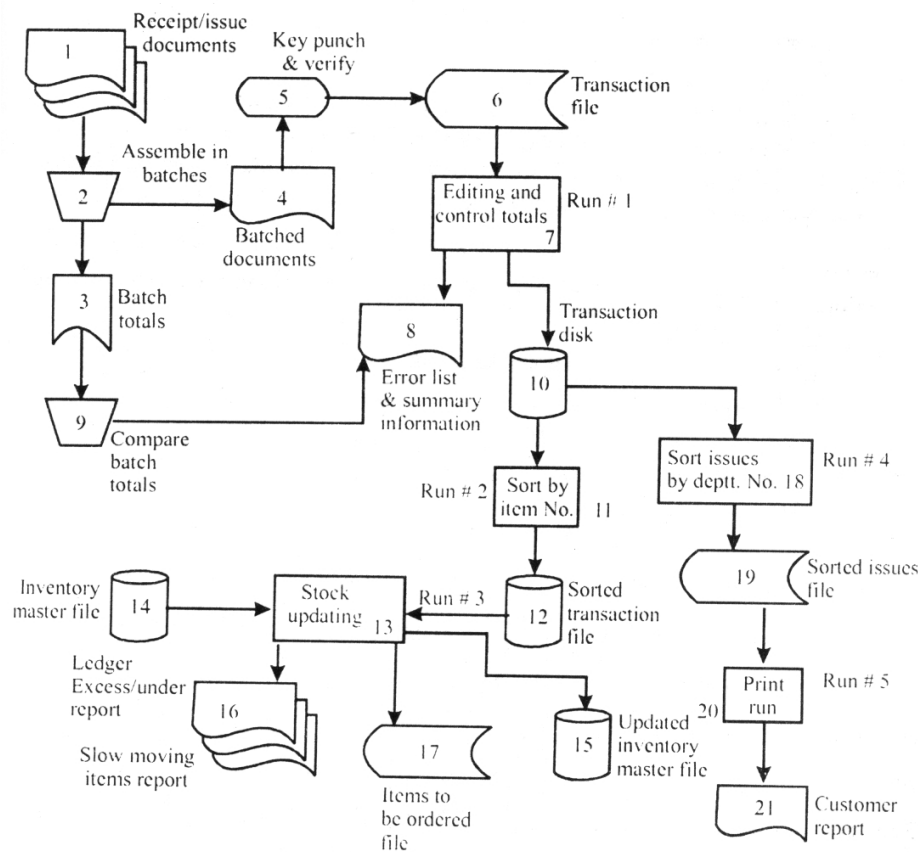 Receipt/issue
documents
1
Key punch
& verify
5
6
Transaction
file
Assemble in
batches
2
4
Batched
documents
Editing and
control totals
7
Run # 1
3
Batch
totals
8
Error list
& summary
information
Transaction
disk
10
9
Compare
batch
totals
Run # 2
Sort by
item No.
11
Sort issues
by deptt. No. 18
Run # 4
Inventory
master file
14
Stock
updating
13
Run # 3
12
Sorted
transaction
file
19
Sorted issues
file
Ledger
Excess/under
report
16
Slow moving
items report
17
Items to
be ordered
file
15
Updated
inventory
master file
Print
run
20
Run # 5
21
Customer
report